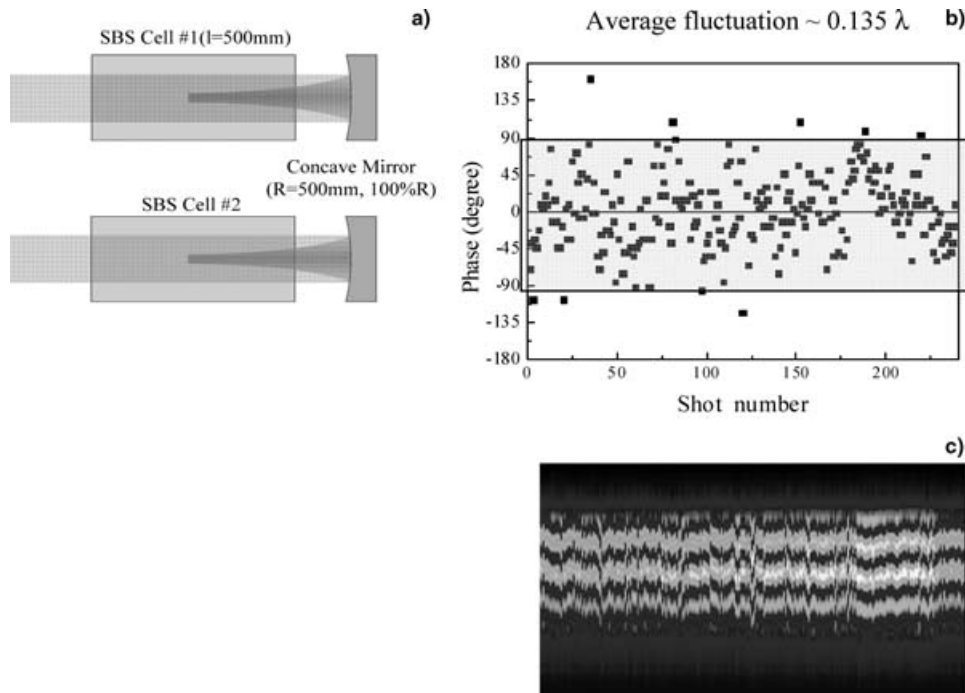 a)
SBS Cell #1(l=500mm)
Concave Mirror
(R=500mm, 100%R)
SBS Cell #2
b)
Average fluctuation ~ 0.135 λ
Phase (degree)
180
135
90
45
0
-45
-90
-135
-180
0
50
100
150
200
Shot number
c)